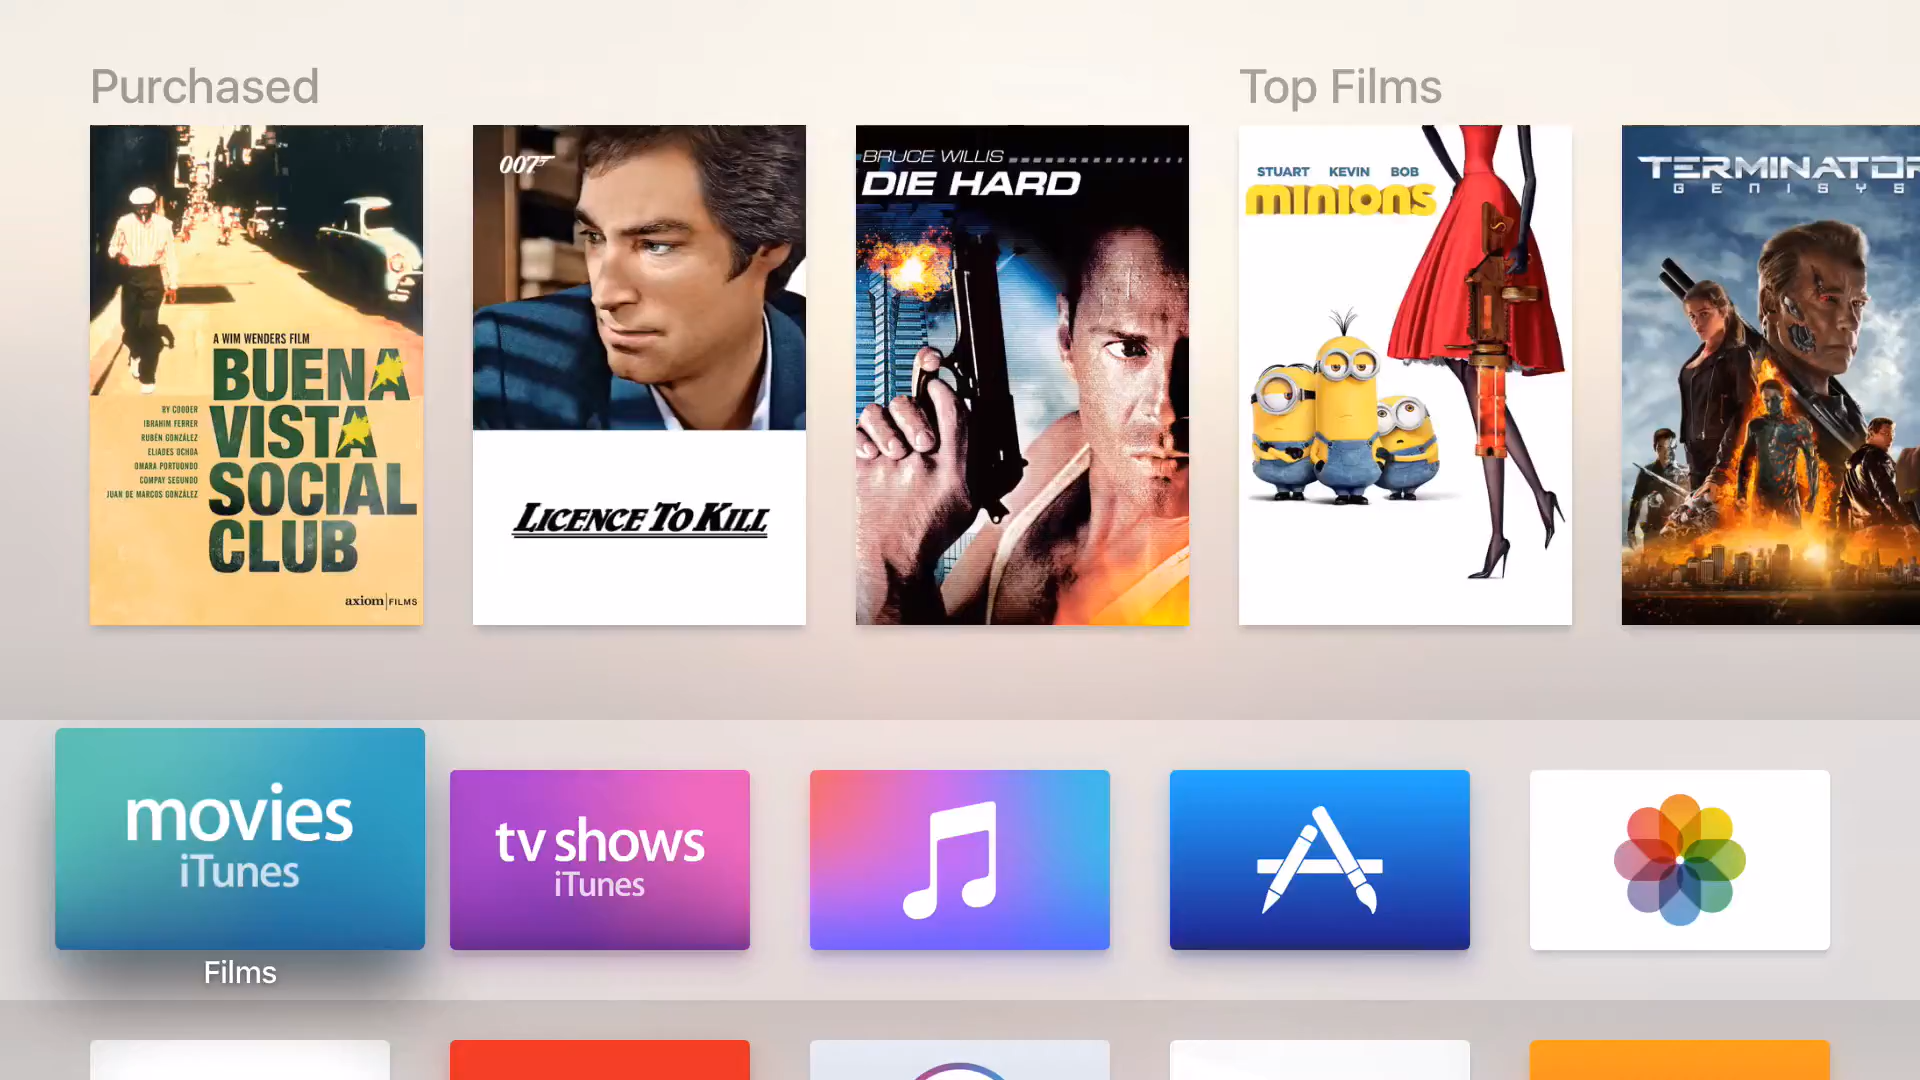 Purchased
Top Films
A WIM WENDERS FILM
BUENA
VISTA
SOCIAL
CLUB
RY COODER
IBRAHIM FERRER
RUBÉN GONZÁLEZ
ELIADES OCHOA
OMARA PORTUONDO
COMPAY SEGUNDO
JUAN DE MARCOS GONZÁLEZ
axiom FILMS
007
LICENCE TO KILL
BRUCE WILLIS
DIE HARD
STUART KEVIN BOB
minions
TERMINATOR
GENISYS
movies
iTunes
Films
tv shows
iTunes